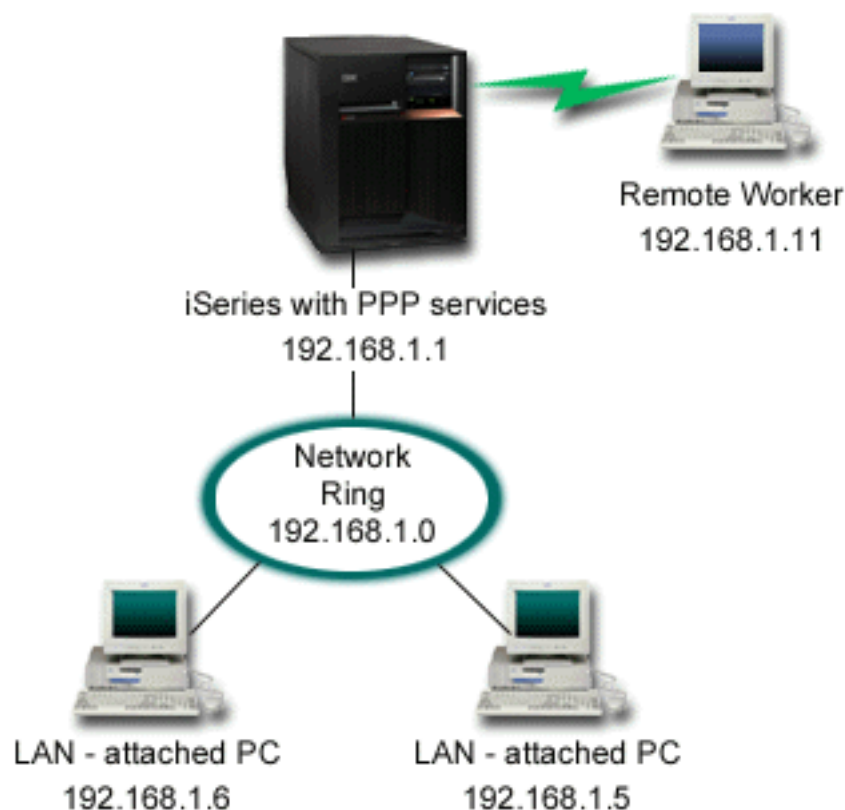 IBM
Remote Worker
192.168.1.11
iSeries with PPP services
192.168.1.1
Network
Ring
192.168.1.0
LAN - attached PC
192.168.1.6
LAN - attached PC
192.168.1.5